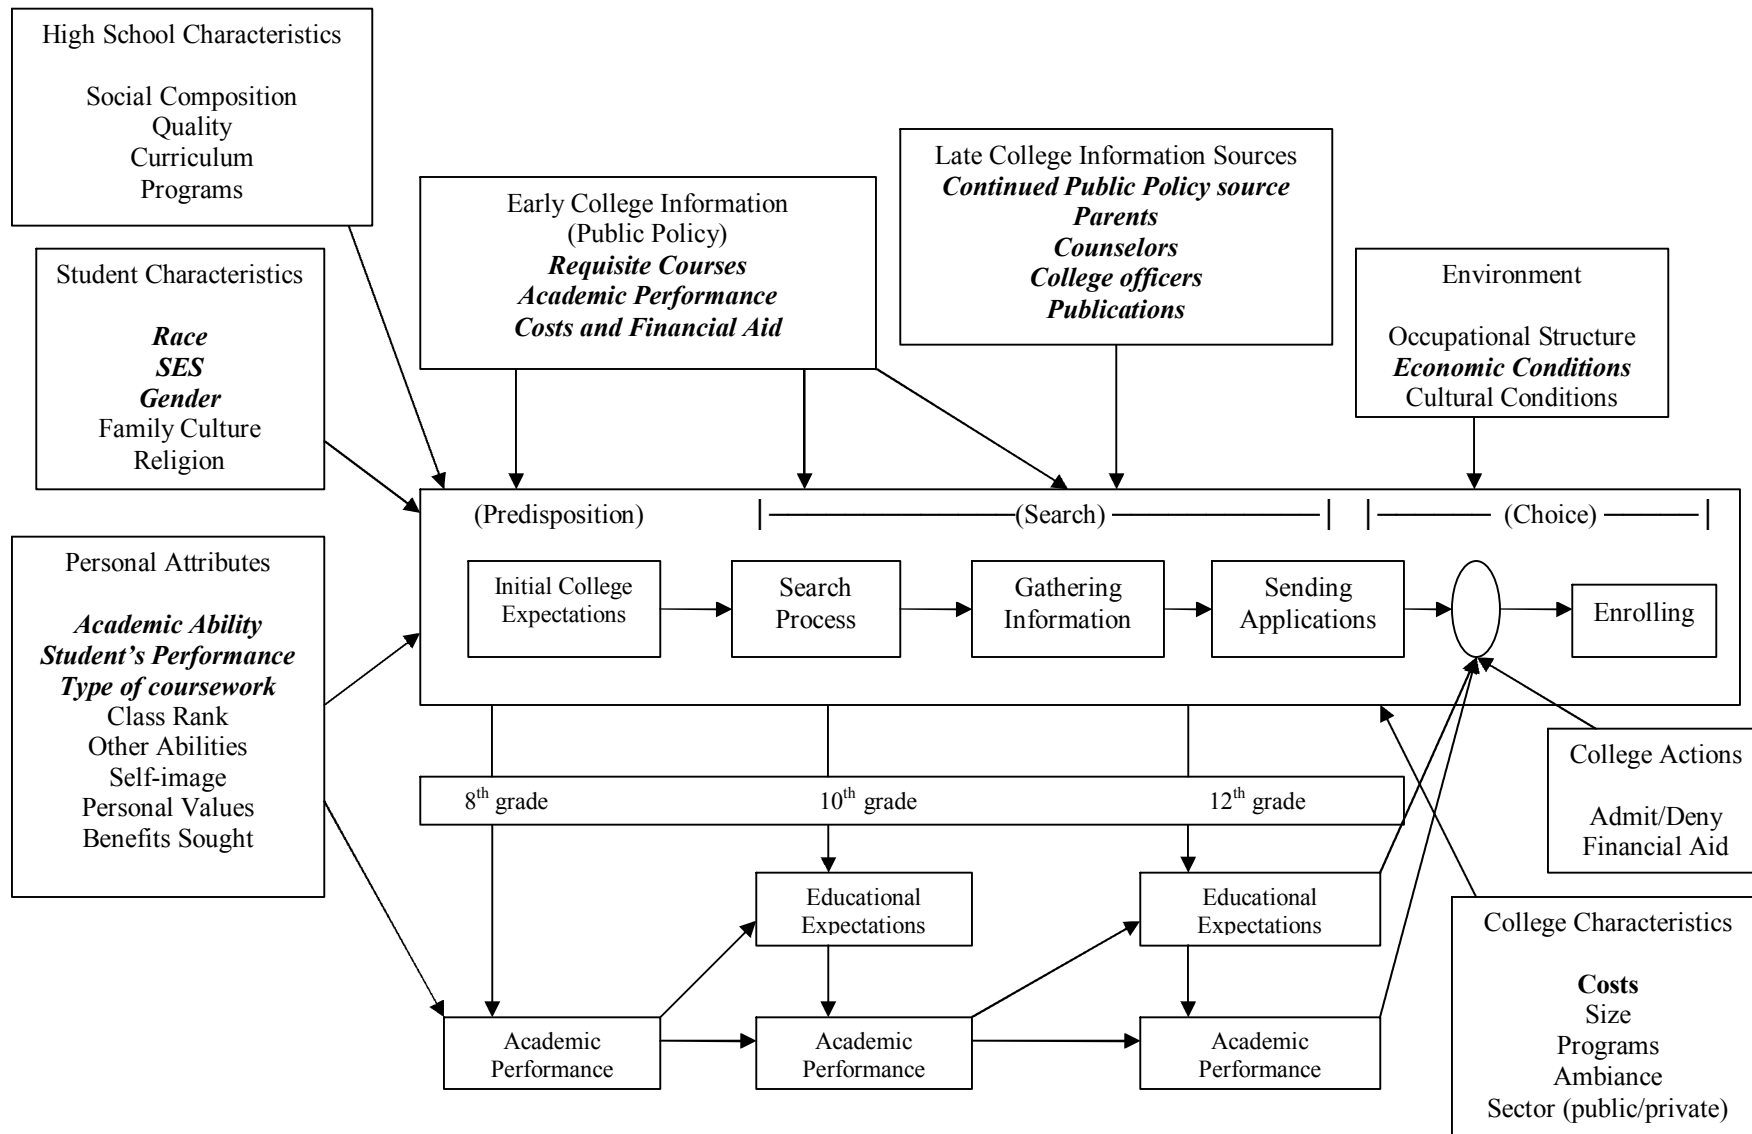 High School Characteristics
Social Composition
Quality
Curriculum
Programs
Student Characteristics
Race
SES
Gender
Family Culture
Religion
Personal Attributes
Academic Ability
Student’s Performance
Type of coursework
Class Rank
Other Abilities
Self-image
Personal Values
Benefits Sought
Early College Information
(Public Policy)
Requisite Courses
Academic Performance
Costs and Financial Aid
Late College Information Sources
Continued Public Policy source
Parents
Counselors
College officers
Publications
Environment
Occupational Structure
Economic Conditions
Cultural Conditions
(Predisposition)
(Search)
(Choice)
Initial College
Expectations
Search
Process
Gathering
Information
Sending
Applications
Enrolling
8th grade
10th grade
12th grade
Educational
Expectations
Educational
Expectations
Academic
Performance
Academic
Performance
Academic
Performance
College Actions
Admit/Deny
Financial Aid
College Characteristics
Costs
Size
Programs
Ambiance
Sector (public/private)